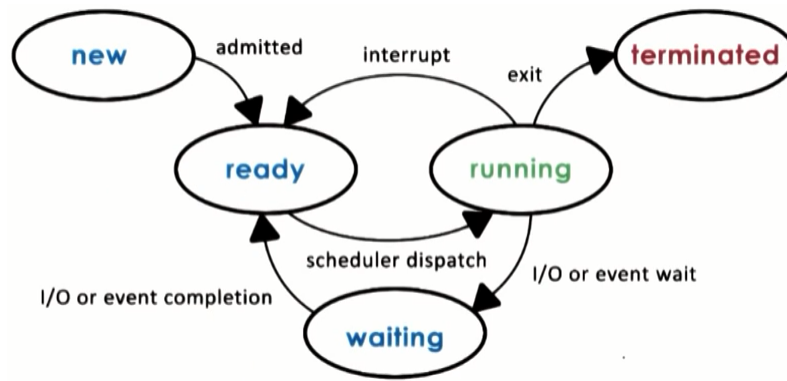 new
admitted
interrupt
exit
terminated
ready
running
scheduler dispatch
I/O or event wait
I/O or event completion
waiting